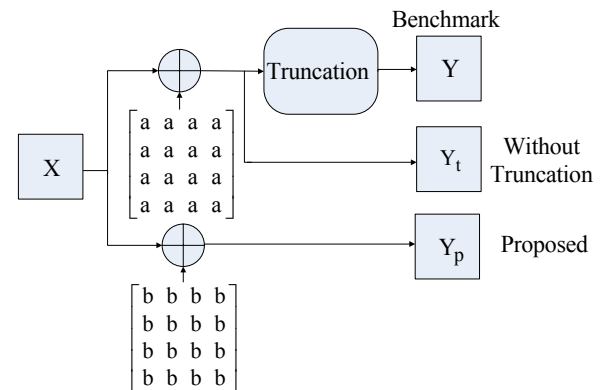 Benchmark
Truncation
Y
a a a a
a a a a
a a a a
a a a a
X
Y_t
Without
Truncation
Y_p
Proposed
b b b b
b b b b
b b b b
b b b b